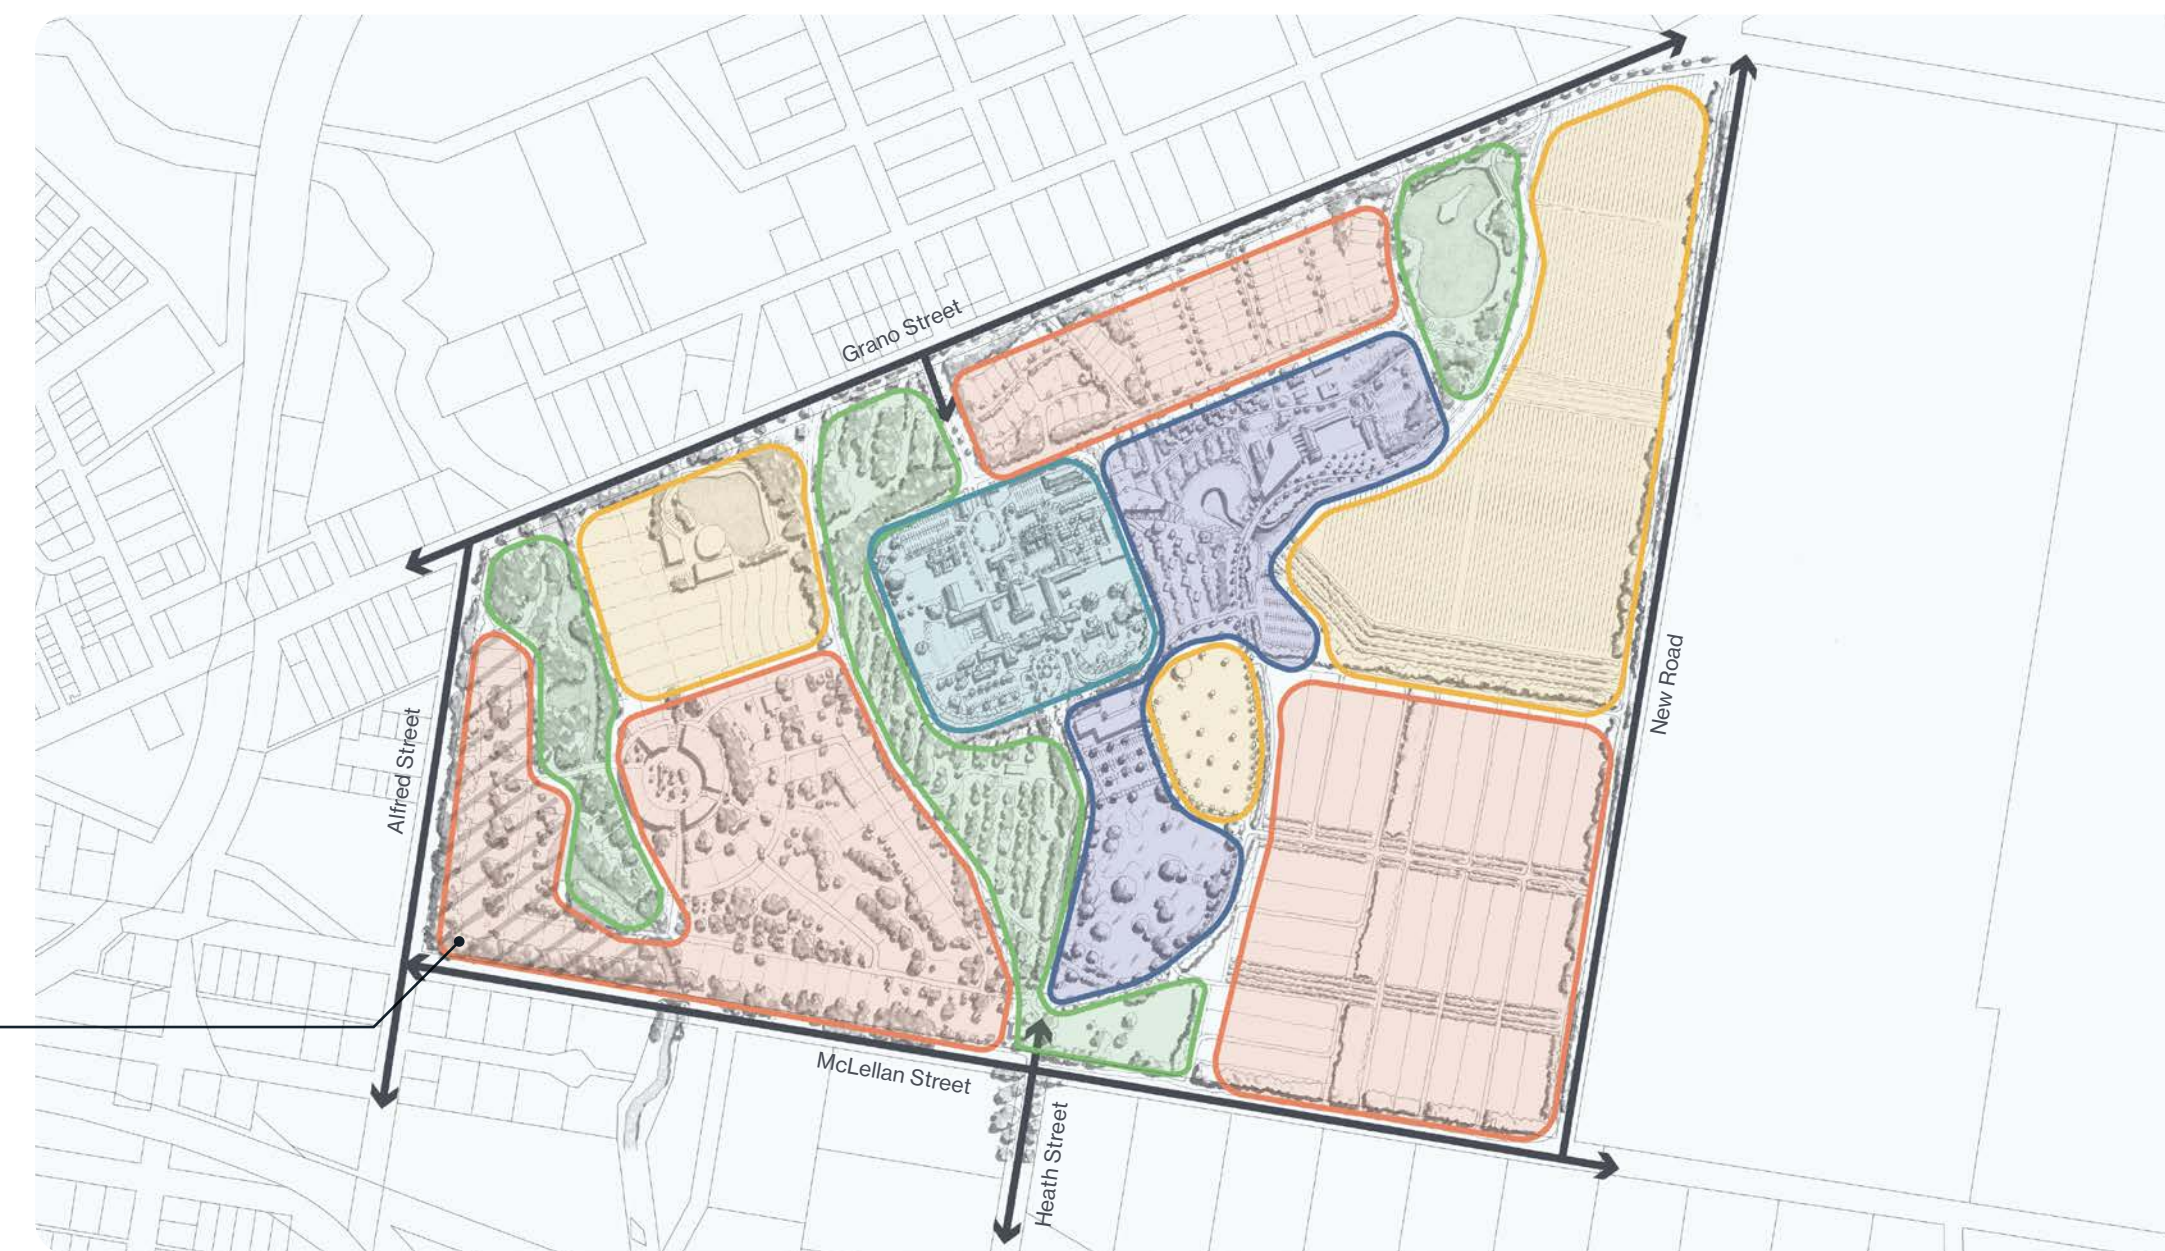 Grano Street
New Road
Alfred Street
McLellan Street
Heath Street